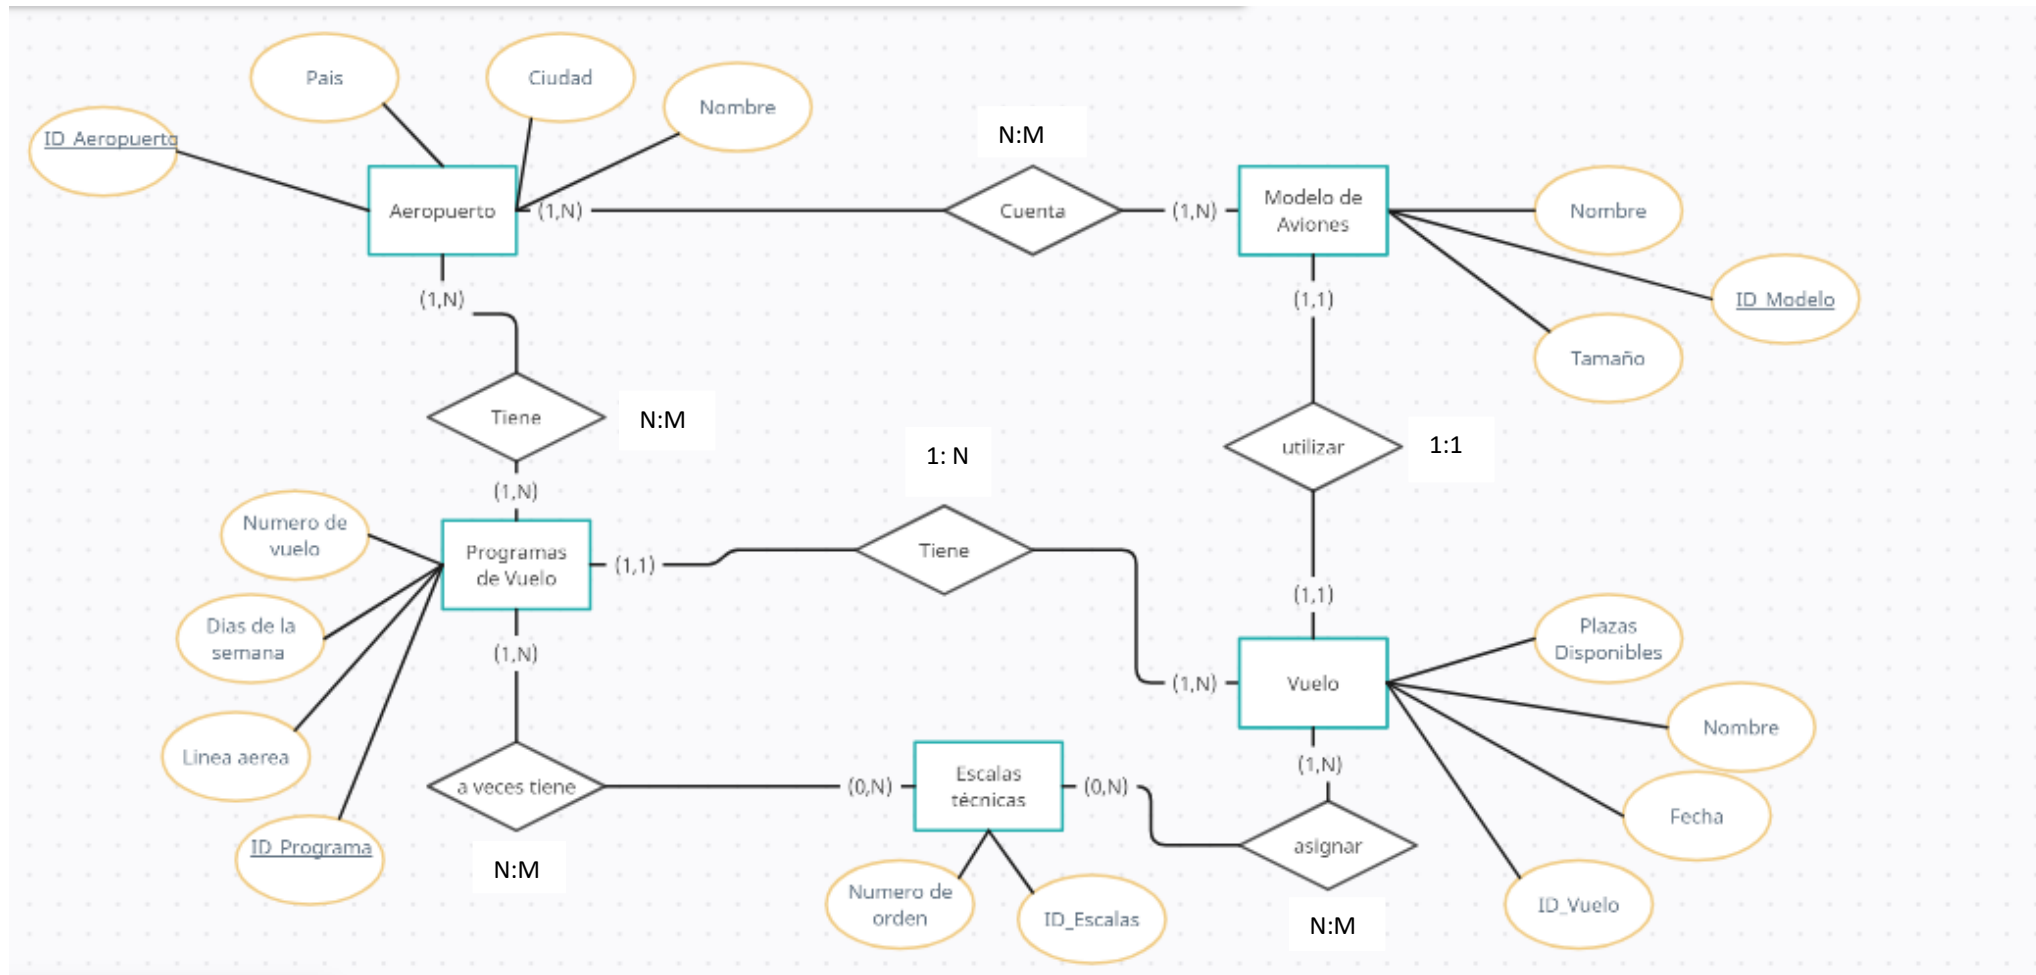 Pais
Ciudad
Nombre
ID_Aeropuerto
N:M
Aeropuerto
(1,N)
Cuenta
(1,N)
Modelo de
Aviones
Nombre
ID_Modelo
Tamaño
(1,N)
(1,1)
Tiene
N:M
1: N
utilizar
1:1
(1,N)
Numero de
vuelo
Programas
de Vuelo
(1,1)
Tiene
(1,1)
Dias de la
semana
(1,N)
(1,N)
Vuelo
Plazas
Disponibles
Nombre
Linea aerea
a veces tiene
(0,N)
Escalas
técnicas
(0,N)
(1,N)
Fecha
ID_Programa
N:M
asignar
Numero de
orden
ID_Escalas
N:M
ID_Vuelo